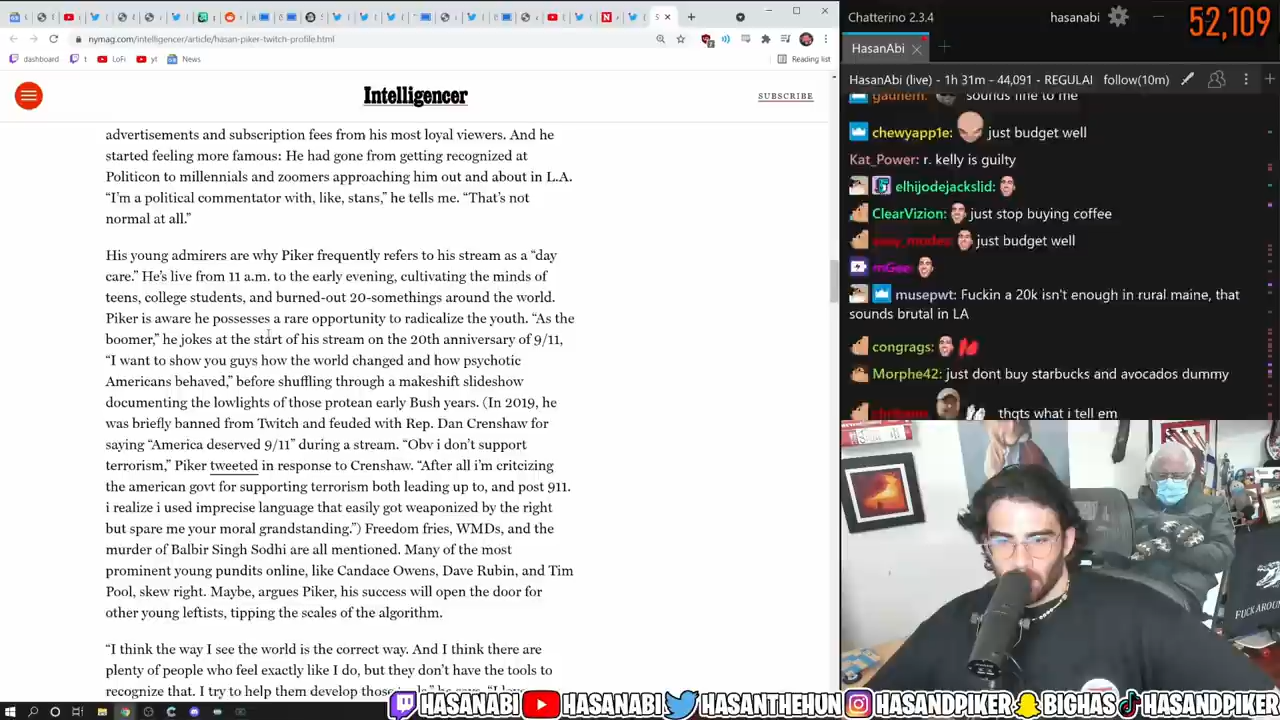 nymag.com/intelligencer/article/hasan-piker-twitch-profile.html
dashboard
t
LoFi
yt
News
Reading list
Intelligencer
SUBSCRIBE
advertisements and subscription fees from his most loyal viewers. And he
started feeling more famous: He had gone from getting recognized at
Politicon to millennials and zoomers approaching him out and about in L.A.
“I’m a political commentator with, like, stans,” he tells me. “That’s not
normal at all.”
His young admirers are why Piker frequently refers to his stream as a “day
care.” He’s live from 11 a.m. to the early evening, cultivating the minds of
teens, college students, and burned-out 20-somethings around the world.
Piker is aware he possesses a rare opportunity to radicalize the youth. “As the
boomer,” he jokes at the start of his stream on the 20th anniversary of 9/11,
“I want to show you guys how the world changed and how psychotic
Americans behaved,” before shuffling through a makeshift slideshow
documenting the lowlights of those protean early Bush years. (In 2019, he
was briefly banned from Twitch and feuded with Rep. Dan Crenshaw for
saying “America deserved 9/11” during a stream. “Obv i don’t support
terrorism,” Piker tweeted in response to Crenshaw. “After all i’m critcizing
the american govt for supporting terrorism both leading up to, and post 911.
i realize i used imprecise language that easily got weaponized by the right
but spare me your moral grandstanding.”) Freedom fries, WMDs, and the
murder of Balbir Singh Sodhi are all mentioned. Many of the most
prominent young pundits online, like Candace Owens, Dave Rubin, and Tim
Pool, skew right. Maybe, argues Piker, his success will open the door for
other young leftists, tipping the scales of the algorithm.
“I think the way I see the world is the correct way. And I think there are
plenty of people who feel exactly like I do, but they don’t have the tools to
recognize that. I try to help them develop those
Chatterino 2.3.4
hasanabi
52,109
HasanAbi
HasanAbi (live) - 1h 31m - 44,091 - REGULAI
follow(10m)
sounds fine to me
chewyapp1e: just budget well
Kat_Power: r. kelly is guilty
elhijodejackslid:
ClearVizion: just stop buying coffee
just budget well
musepwt: Fuckin a 20k isn't enough in rural maine, that
sounds brutal in LA
congrags:
Morphe42: just dont buy starbucks and avocados dummy
thats what i tell em
FUCK AROUND
HASANABI
HASANABI
HASANTHEHUN
HASANDPIKER
BIGHAS
HASANDPIKER